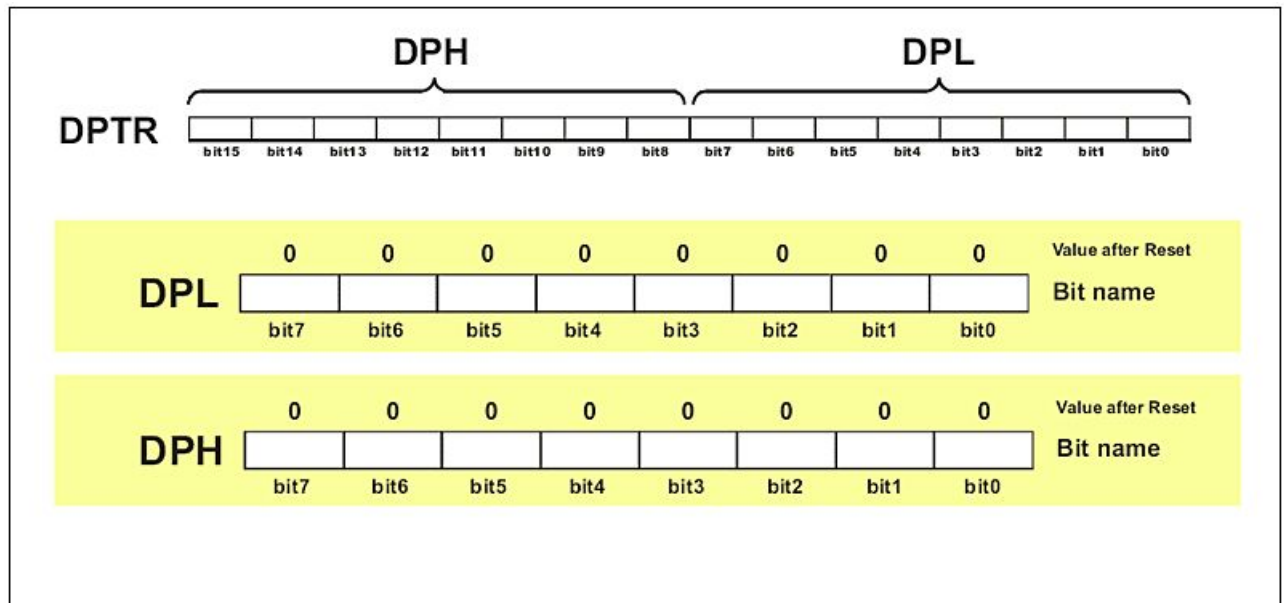 DPH DPL
DPTR
bit15 bit14 bit13 bit12 bit11 bit10 bit9 bit8 bit7 bit6 bit5 bit4 bit3 bit2 bit1 bit0
0 0 0 0 0 0 0 0 Value after Reset
DPL Bit name
bit7 bit6 bit5 bit4 bit3 bit2 bit1 bit0
0 0 0 0 0 0 0 0 Value after Reset
DPH Bit name
bit7 bit6 bit5 bit4 bit3 bit2 bit1 bit0